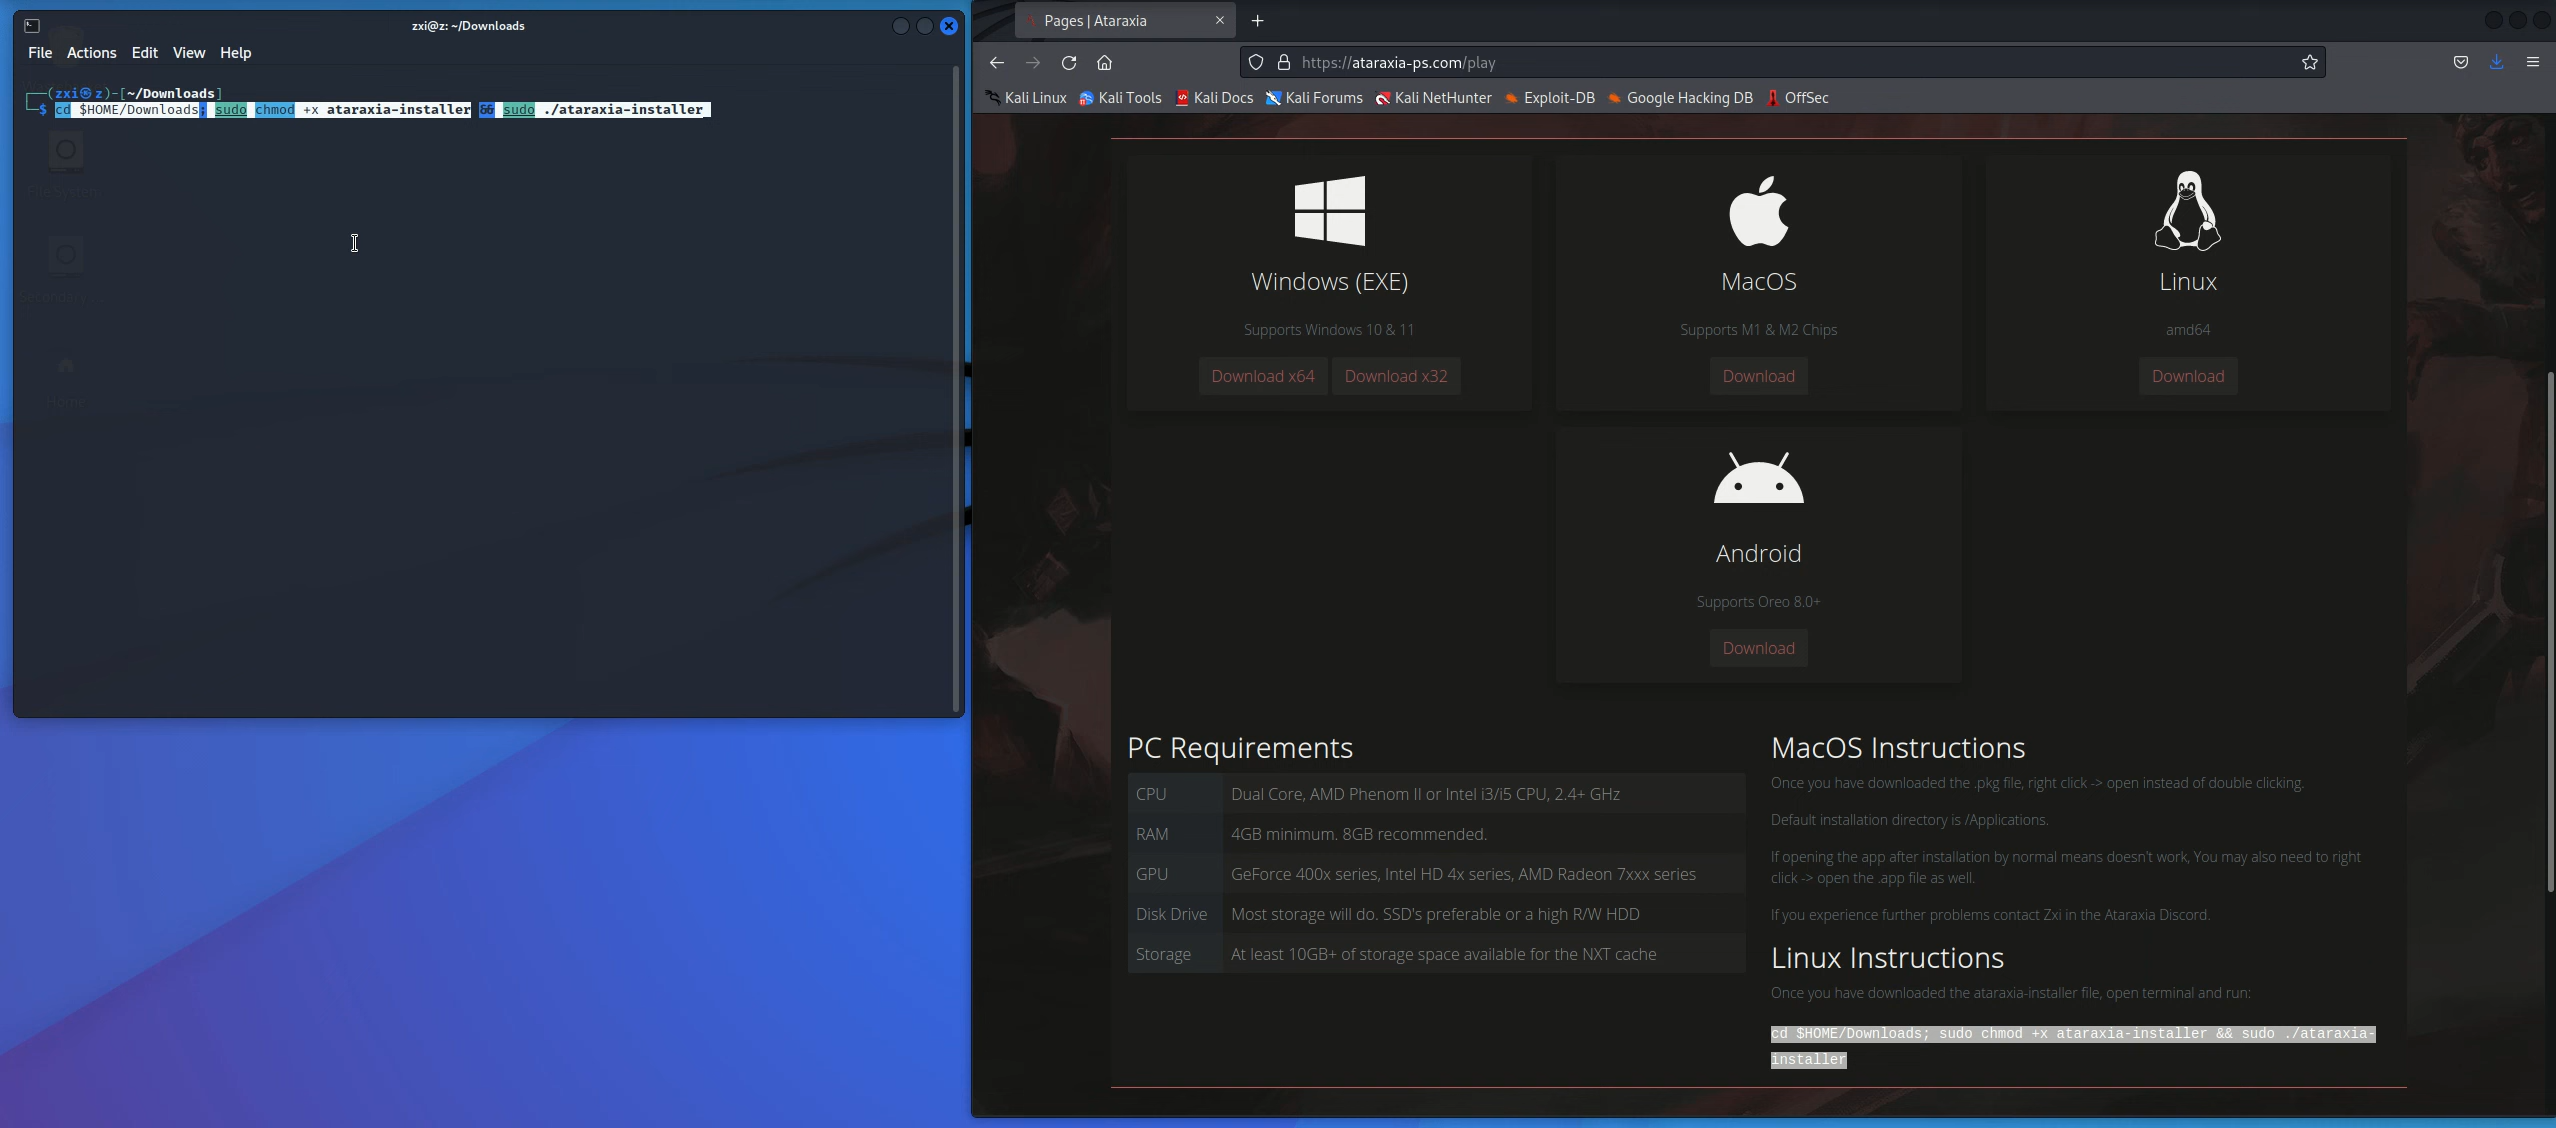 zxi@z: ~/Downloads
File Actions Edit View Help
┌──(zxi㉿z)-[~/Downloads]
└─$ cd $HOME/Downloads; sudo chmod +x ataraxia-installer && sudo ./ataraxia-installer
File System
Secondary ...
Home
Pages | Ataraxia
https://ataraxia-ps.com/play
Kali Linux Kali Tools Kali Docs Kali Forums Kali NetHunter Exploit-DB Google Hacking DB OffSec
Windows (EXE)
Supports Windows 10 & 11
Download x64 Download x32
MacOS
Supports M1 & M2 Chips
Download
Linux
amd64
Download
Android
Supports Oreo 8.0+
Download
PC Requirements
CPU Dual Core, AMD Phenom II or Intel i3/i5 CPU, 2.4+ GHz
RAM 4GB minimum. 8GB recommended.
GPU GeForce 400x series, Intel HD 4x series, AMD Radeon 7xxx series
Disk Drive Most storage will do. SSD's preferable or a high R/W HDD
Storage At least 10GB+ of storage space available for the NXT cache
MacOS Instructions
Once you have downloaded the .pkg file, right click -> open instead of double clicking.
Default installation directory is /Applications.
If opening the app after installation by normal means doesn't work, You may also need to right
click -> open the .app file as well.
If you experience further problems contact Zxi in the Ataraxia Discord.
Linux Instructions
Once you have downloaded the ataraxia-installer file, open terminal and run:
cd $HOME/Downloads; sudo chmod +x ataraxia-installer && sudo ./ataraxia-
installer